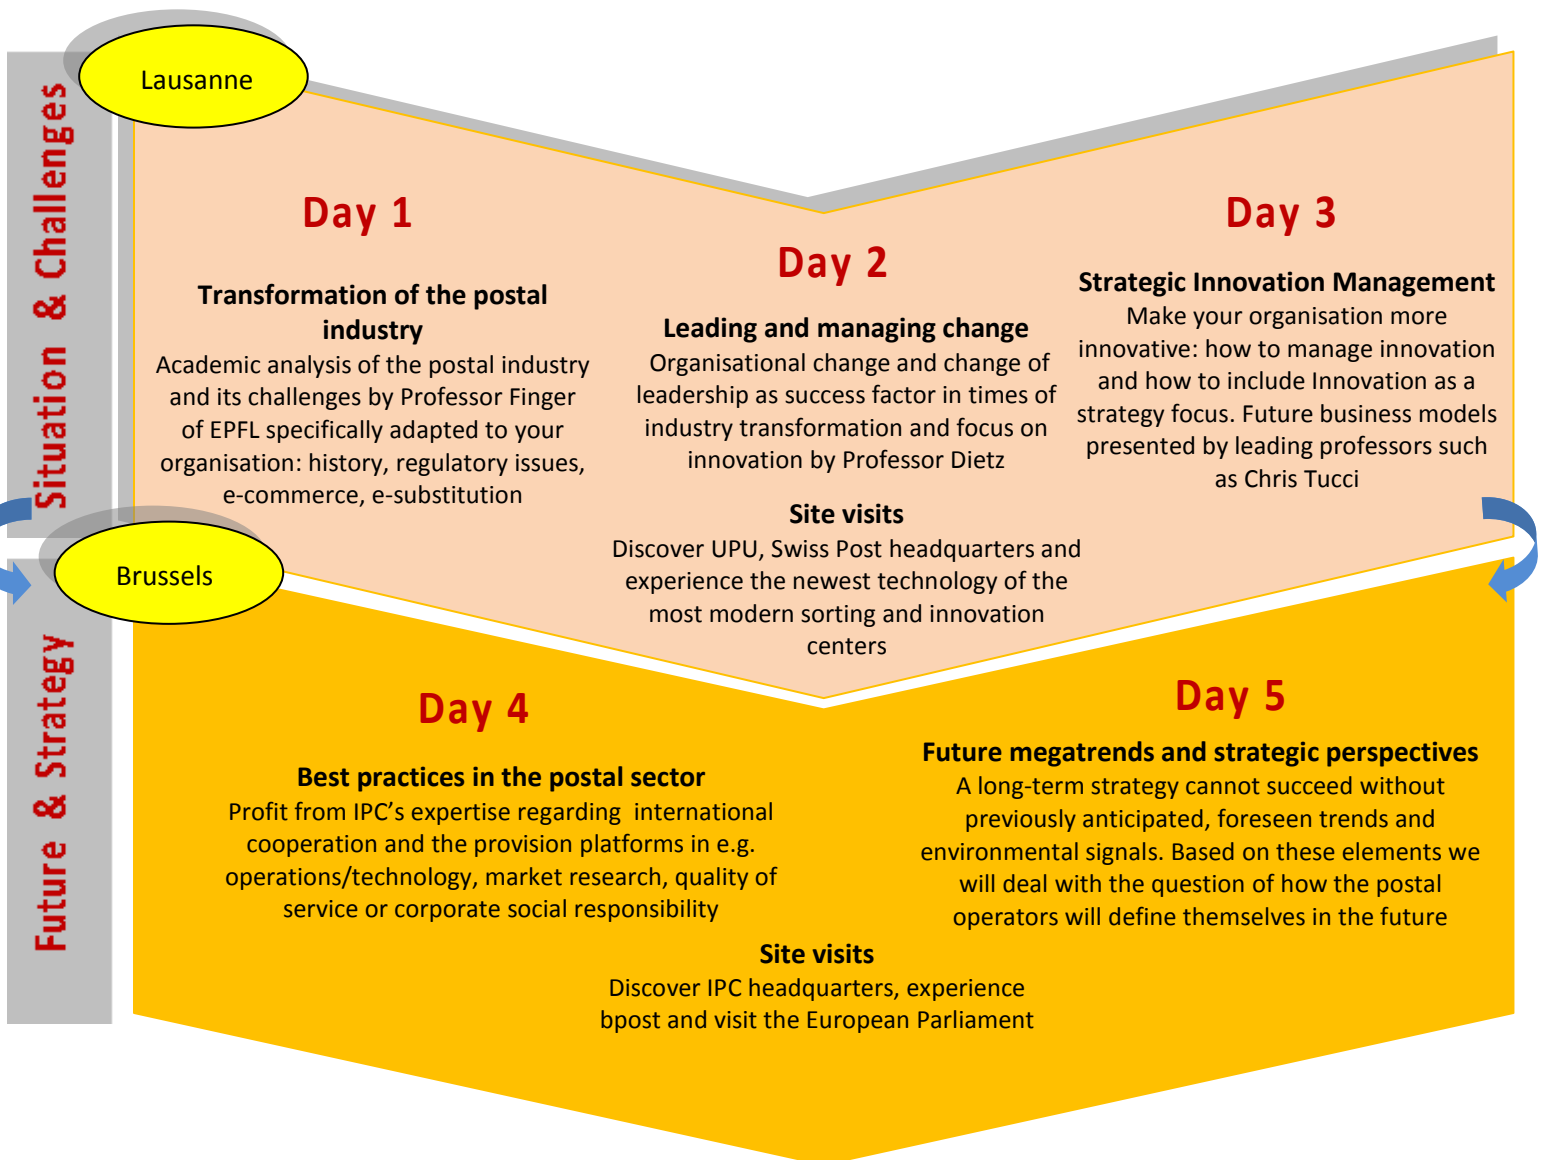 Lausanne
Situation & Challenges
Day 1
Transformation of the postal
industry
Academic analysis of the postal industry
and its challenges by Professor Finger
of EPFL specifically adapted to your
organisation: history, regulatory issues,
e-commerce, e-substitution
Day 2
Leading and managing change
Organisational change and change of
leadership as success factor in times of
industry transformation and focus on
innovation by Professor Dietz
Site visits
Discover UPU, Swiss Post headquarters and
experience the newest technology of the
most modern sorting and innovation
centers
Day 3
Strategic Innovation Management
Make your organisation more
innovative: how to manage innovation
and how to include Innovation as a
strategy focus. Future business models
presented by leading professors such
as Chris Tucci
Brussels
Future & Strategy
Day 4
Best practices in the postal sector
Profit from IPC’s expertise regarding  international
cooperation and the provision platforms in e.g.
operations/technology, market research, quality of
service or corporate social responsibility
Day 5
Future megatrends and strategic perspectives
A long-term strategy cannot succeed without
previously anticipated, foreseen trends and
environmental signals. Based on these elements we
will deal with the question of how the postal
operators will define themselves in the future
Site visits
Discover IPC headquarters, experience
bpost and visit the European Parliament